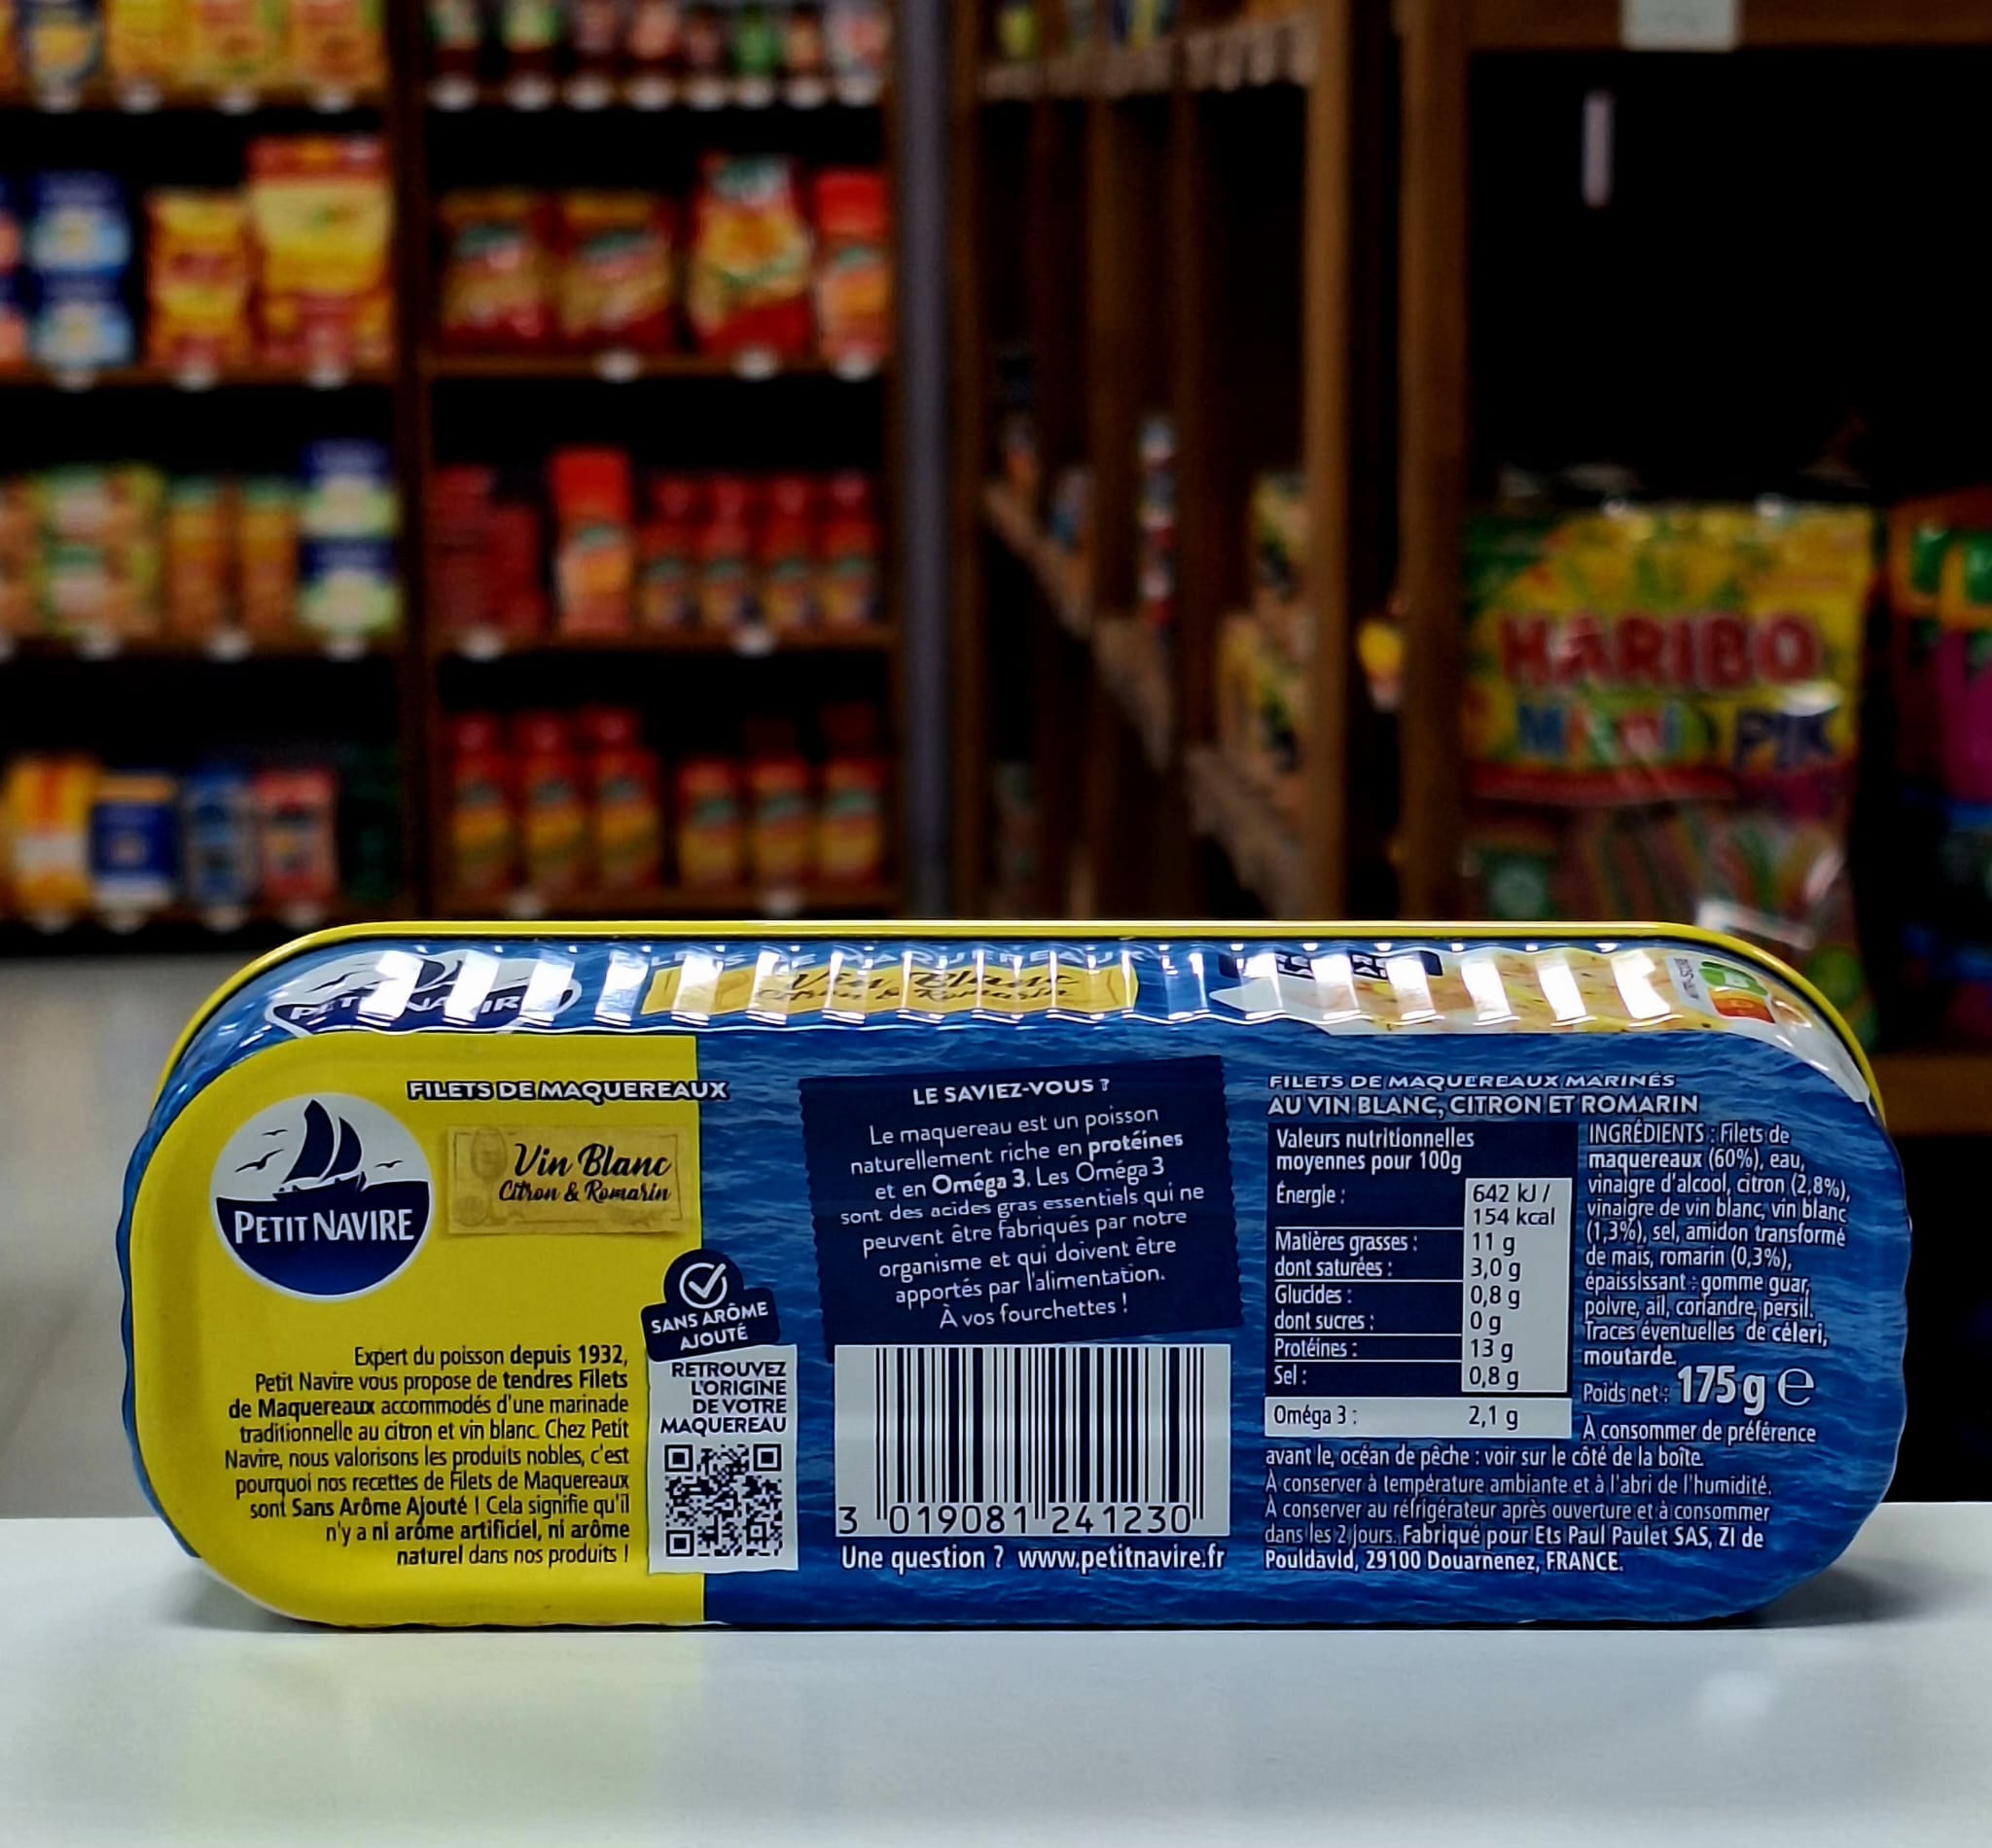 HARIBO
PIK
FILETS DE MAQUEREAUX
Vin Blanc
Citron & Romarin
FILETS DE MAQUEREAUX
Vin Blanc
Citron & Romarin
PETIT NAVIRE
SANS ARÔME
AJOUTÉ
Expert du poisson depuis 1932,
Petit Navire vous propose de tendres Filets
de Maquereaux accommodés d'une marinade
traditionnelle au citron et vin blanc. Chez Petit
Navire, nous valorisons les produits nobles, c'est
pourquoi nos recettes de Filets de Maquereaux
sont Sans Arôme Ajouté ! Cela signifie qu'il
n'y a ni arôme artificiel, ni arôme
naturel dans nos produits !
RETROUVEZ
L'ORIGINE
DE VOTRE
MAQUEREAU
LE SAVIEZ-VOUS ?
Le maquereau est un poisson
naturellement riche en protéines
et en Oméga 3. Les Oméga 3
sont des acides gras essentiels qui ne
peuvent être fabriqués par notre
organisme et qui doivent être
apportés par l'alimentation.
À vos fourchettes !
3 019081 241230
Une question ? www.petitnavire.fr
FILETS DE MAQUEREAUX MARINÉS
AU VIN BLANC, CITRON ET ROMARIN
Valeurs nutritionnelles
moyennes pour 100g
Énergie : 642 kJ /
154 kcal
Matières grasses : 11 g
dont saturées : 3,0 g
Glucides : 0,8 g
dont sucres : 0 g
Protéines : 13 g
Sel : 0,8 g
Oméga 3 : 2,1 g
INGRÉDIENTS : Filets de
maquereaux (60%), eau,
vinaigre d'alcool, citron (2,8%),
vinaigre de vin blanc, vin blanc
(1,3%), sel, amidon transformé
de maïs, romarin (0,3%),
épaississant : gomme guar,
poivre, ail, coriandre, persil.
Traces éventuelles de céleri,
moutarde.
Poids net : 175 g e
À consommer de préférence
avant le, océan de pêche : voir sur le côté de la boîte.
À conserver à température ambiante et à l'abri de l'humidité.
À conserver au réfrigérateur après ouverture et à consommer
dans les 2 jours. Fabriqué pour Ets Paul Paulet SAS, ZI de
Pouldavid, 29100 Douarnenez, FRANCE.